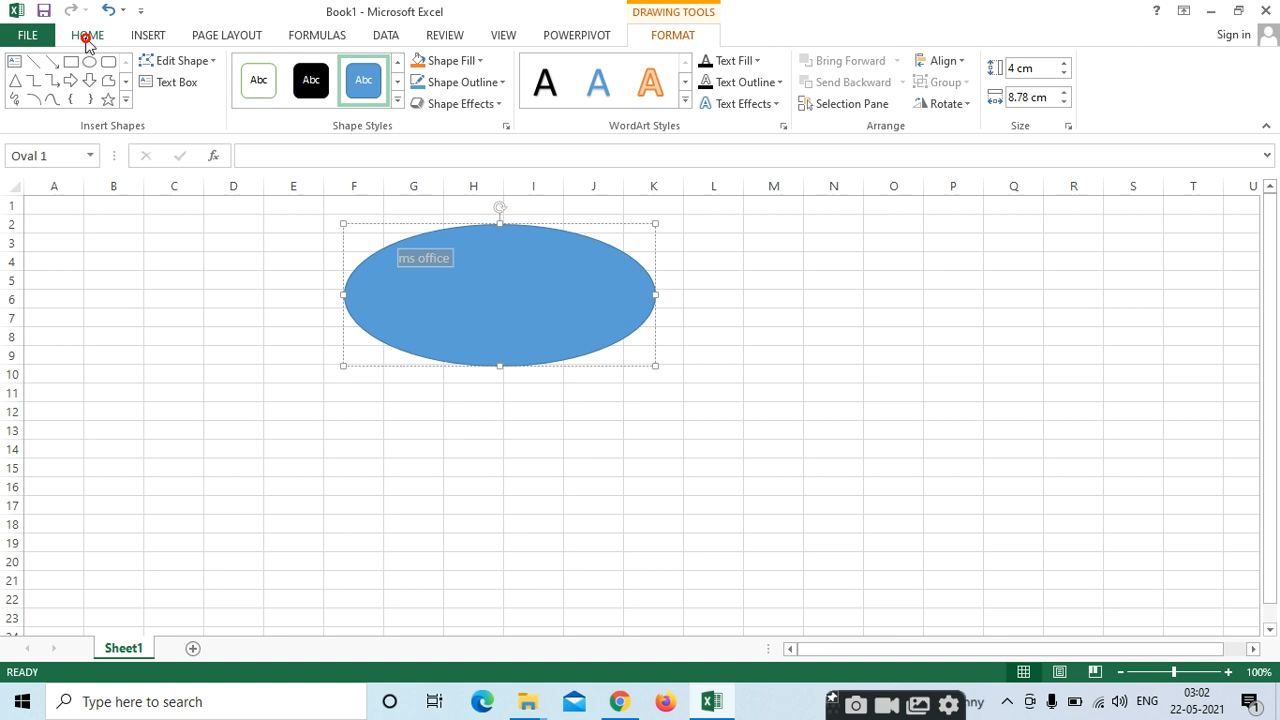 Book1 - Microsoft Excel
DRAWING TOOLS
?
FILE
HOME
INSERT
PAGE LAYOUT
FORMULAS
DATA
REVIEW
VIEW
POWERPIVOT
FORMAT
Sign in
Edit Shape
Text Box
Insert Shapes
Abc
Abc
Abc
Shape Fill
Shape Outline
Shape Effects
Shape Styles
A
A
A
Text Fill
Text Outline
Text Effects
WordArt Styles
Bring Forward
Send Backward
Selection Pane
Align
Group
Rotate
Arrange
4 cm
8.78 cm
Size
Oval 1
fx
A B C D E F G H I J K L M N O P Q R S T U
1
2
3
4
5
6
7
8
9
10
11
12
13
14
15
16
17
18
19
20
21
22
23
24
ms office
Sheet1
READY
100%
Type here to search
nny
ENG
03:02
22-05-2021
1